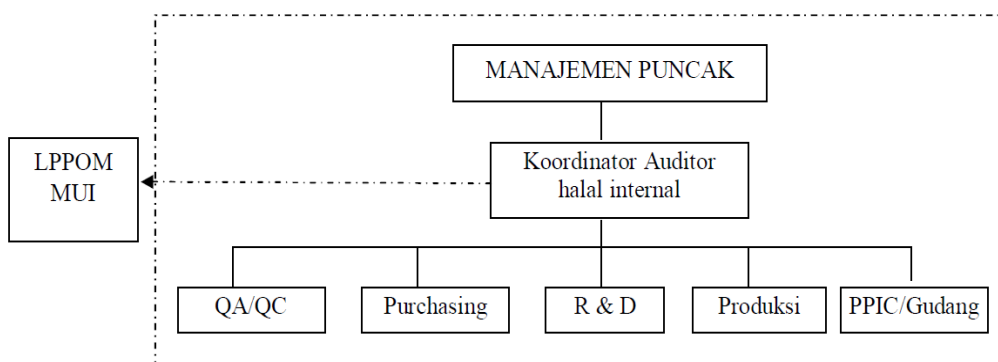 MANAJEMEN PUNCAK
LPPOM
MUI
Koordinator Auditor
halal internal
QA/QC
Purchasing
R & D
Produksi
PPIC/Gudang